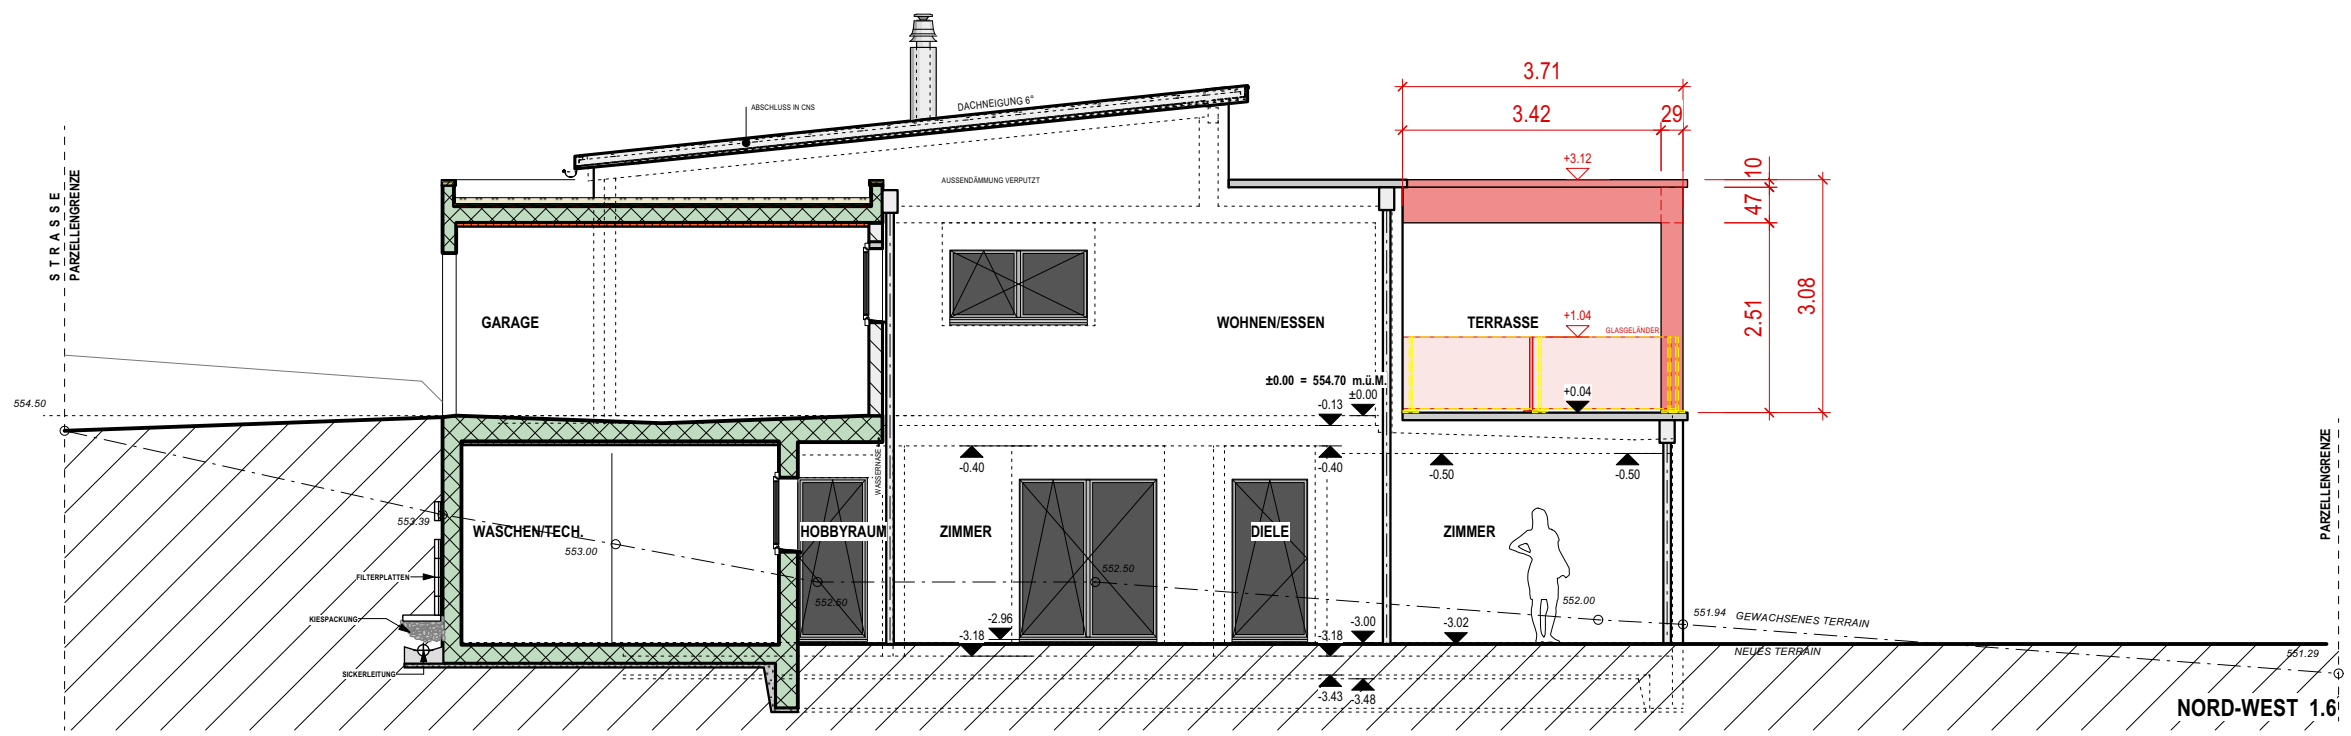 3.71
3.42
29
ABSCHLUSS IN CNS
DACHNEIGUNG 6°
+3.12
10
AUSSENDÄMMUNG VERPUTZT
47
STRASSE
PARZELLENGRENZE
GARAGE
WOHNEN/ESSEN
TERRASSE
+1.04
GLASGELÄNDER
2.51
3.08
±0.00 = 554.70 m.ü.M.
±0.00
+0.04
554.50
-0.13
-0.40
-0.40
-0.50
-0.50
WASSERNASE
PARZELLENGRENZE
553.39
WASCHEN/TECH.
HOBBYRAUM
ZIMMER
DIELE
ZIMMER
553.00
552.50
552.50
552.00
551.94
GEWACHSENES TERRAIN
FILTERPLATTEN
KIESPACKUNG
-2.96
-3.18
-3.18
-3.00
-3.02
NEUES TERRAIN
551.29
SICKERLEITUNG
-3.43
-3.48
NORD-WEST 1.6